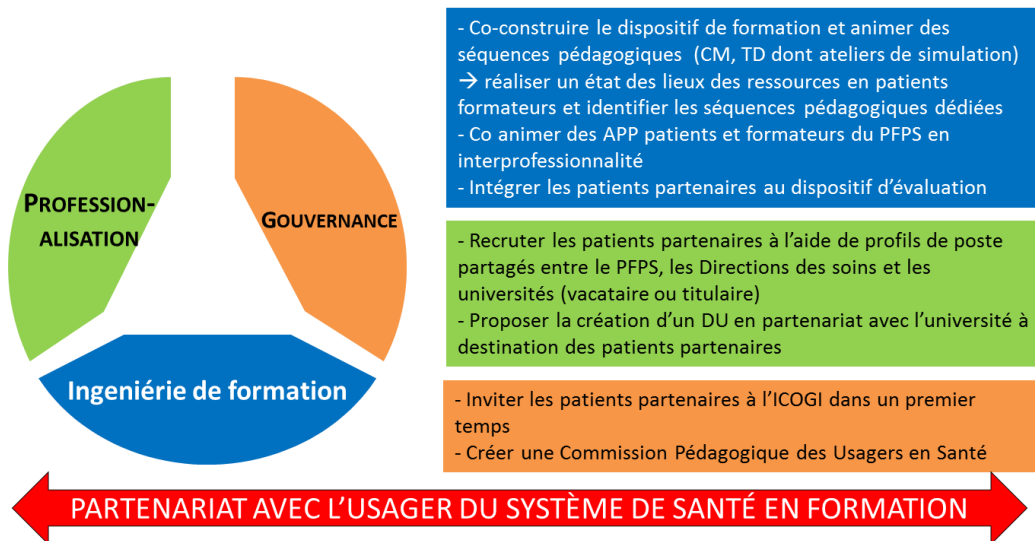 PROFESSION-
ALISATION
GOUVERNANCE
Ingeniérie de formation
- Co-construire le dispositif de formation et animer des
séquences pédagogiques (CM, TD dont ateliers de simulation)
→ réaliser un état des lieux des ressources en patients
formateurs et identifier les séquences pédagogiques dédiées
- Co animer des APP patients et formateurs du PFPS en
interprofessionnalité
- Intégrer les patients partenaires au dispositif d’évaluation
- Recruter les patients partenaires à l’aide de profils de poste
partagés entre le PFPS, les Directions des soins et les
universités (vacataire ou titulaire)
- Proposer la création d’un DU en partenariat avec l’université à
destination des patients partenaires
- Inviter les patients partenaires à l’ICOGI dans un premier
temps
- Créer une Commission Pédagogique des Usagers en Santé
PARTENARIAT AVEC L’USAGER DU SYSTÈME DE SANTÉ EN FORMATION